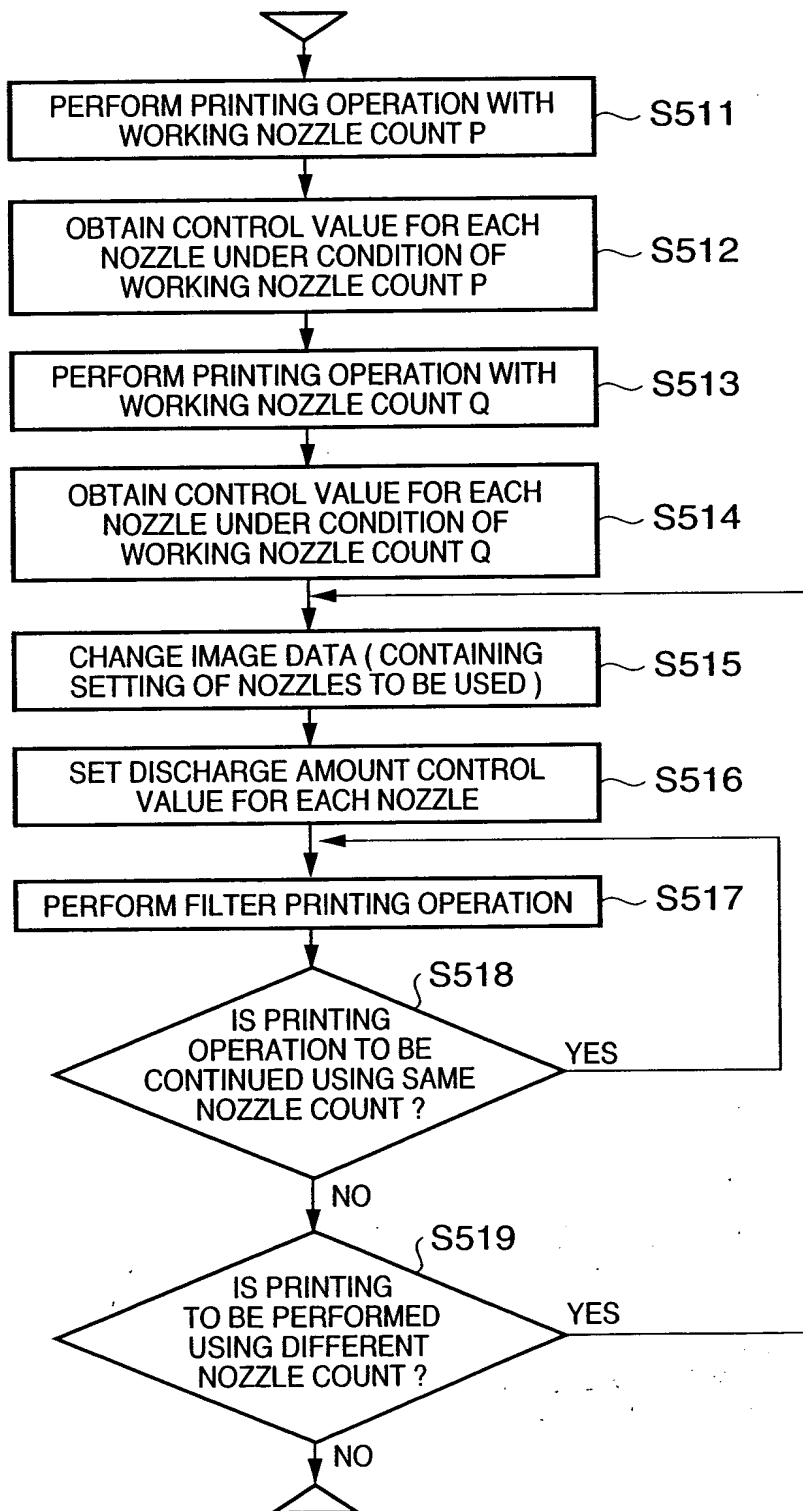 PERFORM PRINTING OPERATION WITH
WORKING NOZZLE COUNT P
S511
OBTAIN CONTROL VALUE FOR EACH
NOZZLE UNDER CONDITION OF
WORKING NOZZLE COUNT P
S512
PERFORM PRINTING OPERATION WITH
WORKING NOZZLE COUNT Q
S513
OBTAIN CONTROL VALUE FOR EACH
NOZZLE UNDER CONDITION OF
WORKING NOZZLE COUNT Q
S514
CHANGE IMAGE DATA ( CONTAINING
SETTING OF NOZZLES TO BE USED )
S515
SET DISCHARGE AMOUNT CONTROL
VALUE FOR EACH NOZZLE
S516
PERFORM FILTER PRINTING OPERATION
S517
S518
IS PRINTING
OPERATION TO BE
CONTINUED USING SAME
NOZZLE COUNT ?
YES
NO
S519
IS PRINTING
TO BE PERFORMED
USING DIFFERENT
NOZZLE COUNT ?
YES
NO